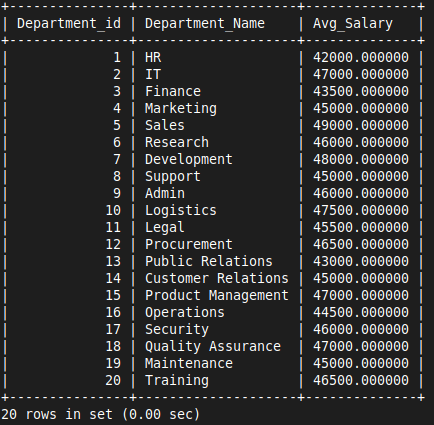 +---------------+--------------------+--------------+
| Department_id | Department_Name    | Avg_Salary   |
+---------------+--------------------+--------------+
|             1 | HR                 | 42000.000000 |
|             2 | IT                 | 47000.000000 |
|             3 | Finance            | 43500.000000 |
|             4 | Marketing          | 45000.000000 |
|             5 | Sales              | 49000.000000 |
|             6 | Research           | 46000.000000 |
|             7 | Development        | 48000.000000 |
|             8 | Support            | 45000.000000 |
|             9 | Admin              | 46000.000000 |
|            10 | Logistics          | 47500.000000 |
|            11 | Legal              | 45500.000000 |
|            12 | Procurement        | 46500.000000 |
|            13 | Public Relations   | 43000.000000 |
|            14 | Customer Relations | 45000.000000 |
|            15 | Product Management | 47000.000000 |
|            16 | Operations         | 44500.000000 |
|            17 | Security           | 46000.000000 |
|            18 | Quality Assurance  | 47000.000000 |
|            19 | Maintenance        | 45000.000000 |
|            20 | Training           | 46500.000000 |
+---------------+--------------------+--------------+
20 rows in set (0.00 sec)